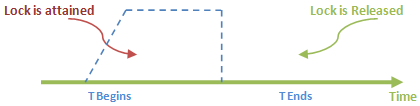 Lock is attained
Lock is Released
T Begins
T Ends
Time